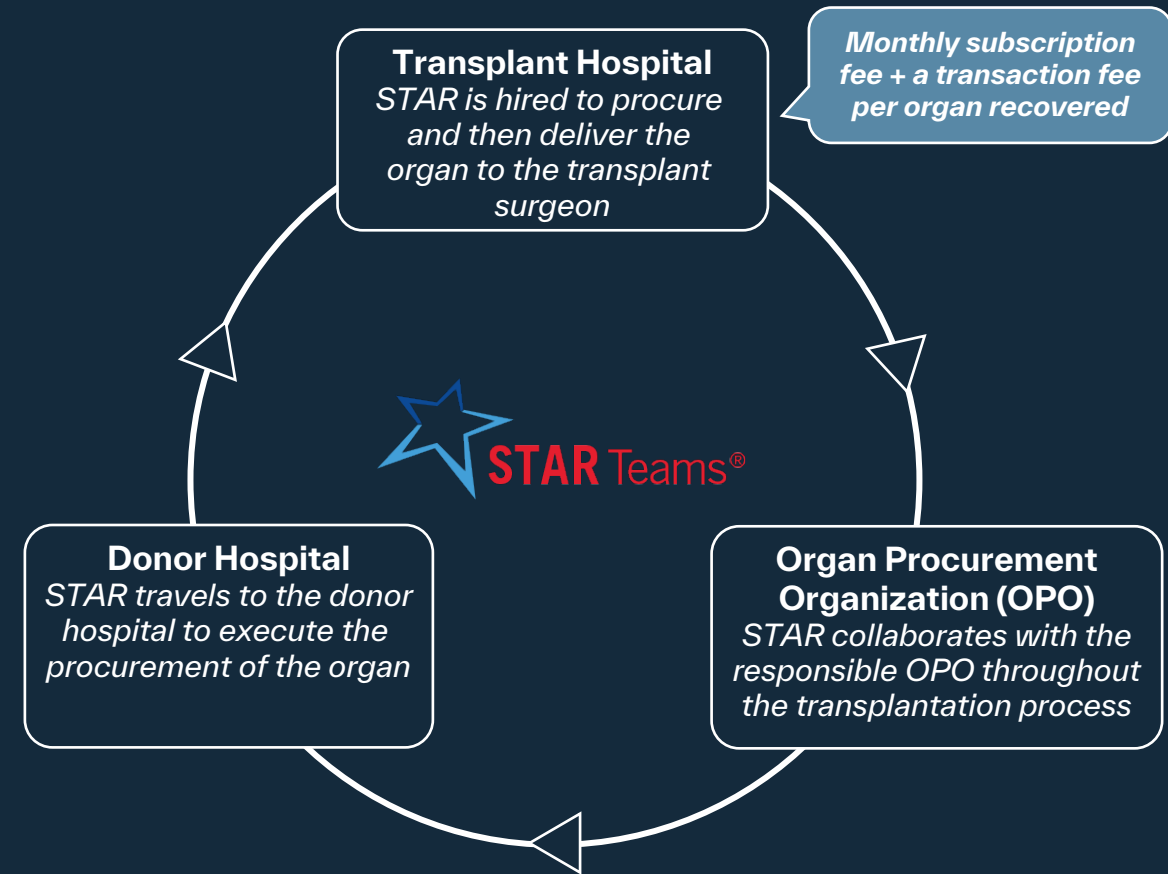 Transplant Hospital
STAR is hired to procure
and then deliver the
organ to the transplant
surgeon
Monthly subscription
fee + a transaction fee
per organ recovered
STAR Teams®
Donor Hospital
STAR travels to the donor
hospital to execute the
procurement of the organ
Organ Procurement
Organization (OPO)
STAR collaborates with the
responsible OPO throughout
the transplantation process